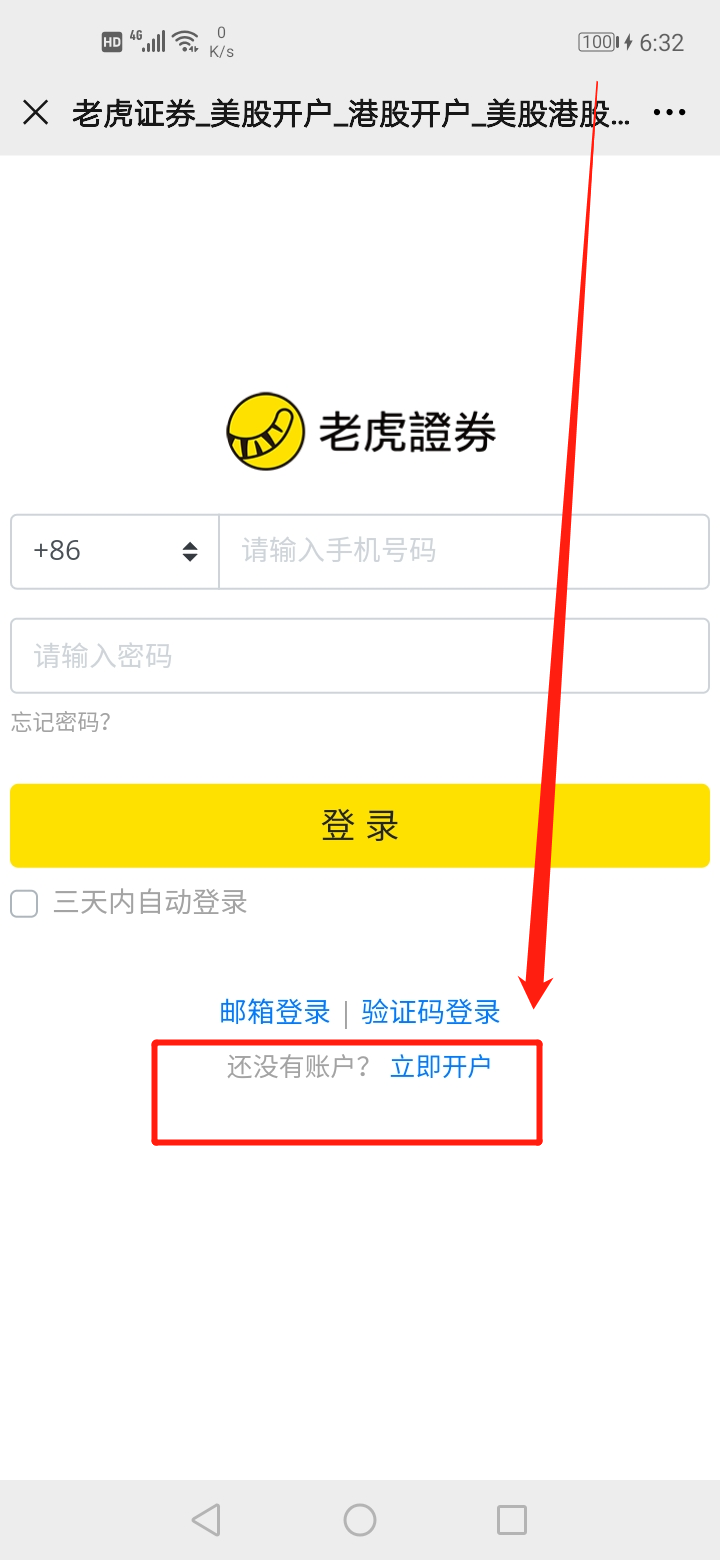 HD 4G 0 K/s 100 6:32
老虎证券_美股开户_港股开户_美股港股...
老虎證券
+86 请输入手机号码
请输入密码
忘记密码?
登 录
三天内自动登录
邮箱登录 | 验证码登录
还没有账户? 立即开户